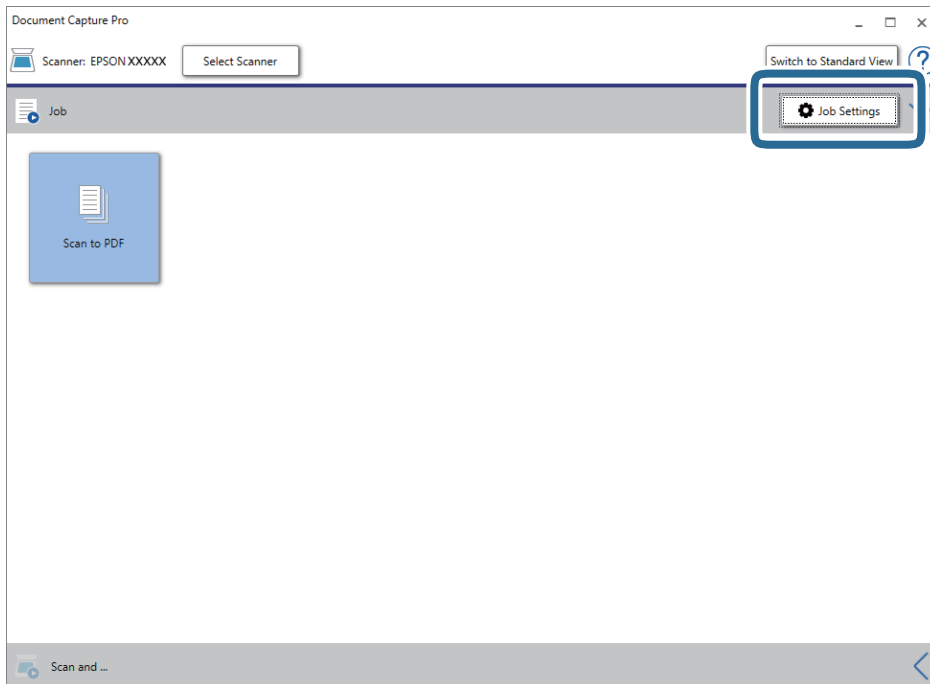 Document Capture Pro
Scanner: EPSON XXXXX
Select Scanner
Switch to Standard View
?
Job
Job Settings
Scan to PDF
Scan and ...